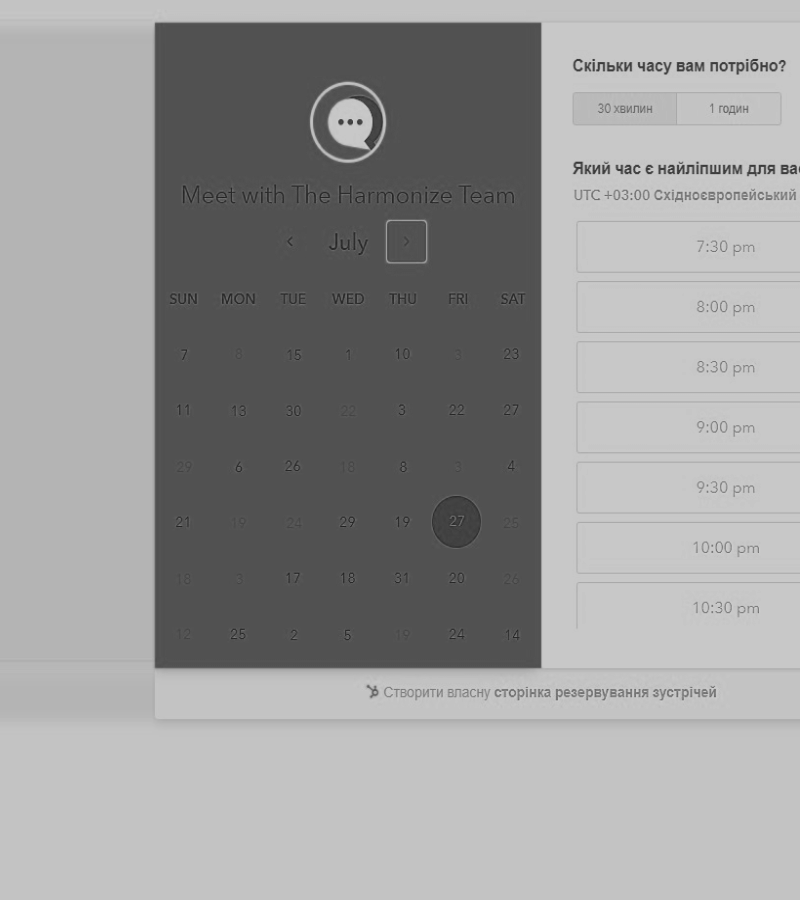 Meet with The Harmonize Team
July
SUN MON TUE WED THU FRI SAT
7 8 15 1 10 3 23
11 13 30 22 3 22 27
29 6 26 18 8 3 4
21 19 24 29 19 27 25
18 3 17 18 31 20 26
12 25 2 5 19 24 14
Скільки часу вам потрібно?
30 хвилин 1 годин
Який час є найліпшим для
UTC +03:00 Східноєвропейський
7:30 pm
8:00 pm
8:30 pm
9:00 pm
9:30 pm
10:00 pm
10:30 pm
Створити власну сторінка резервування зустрічей